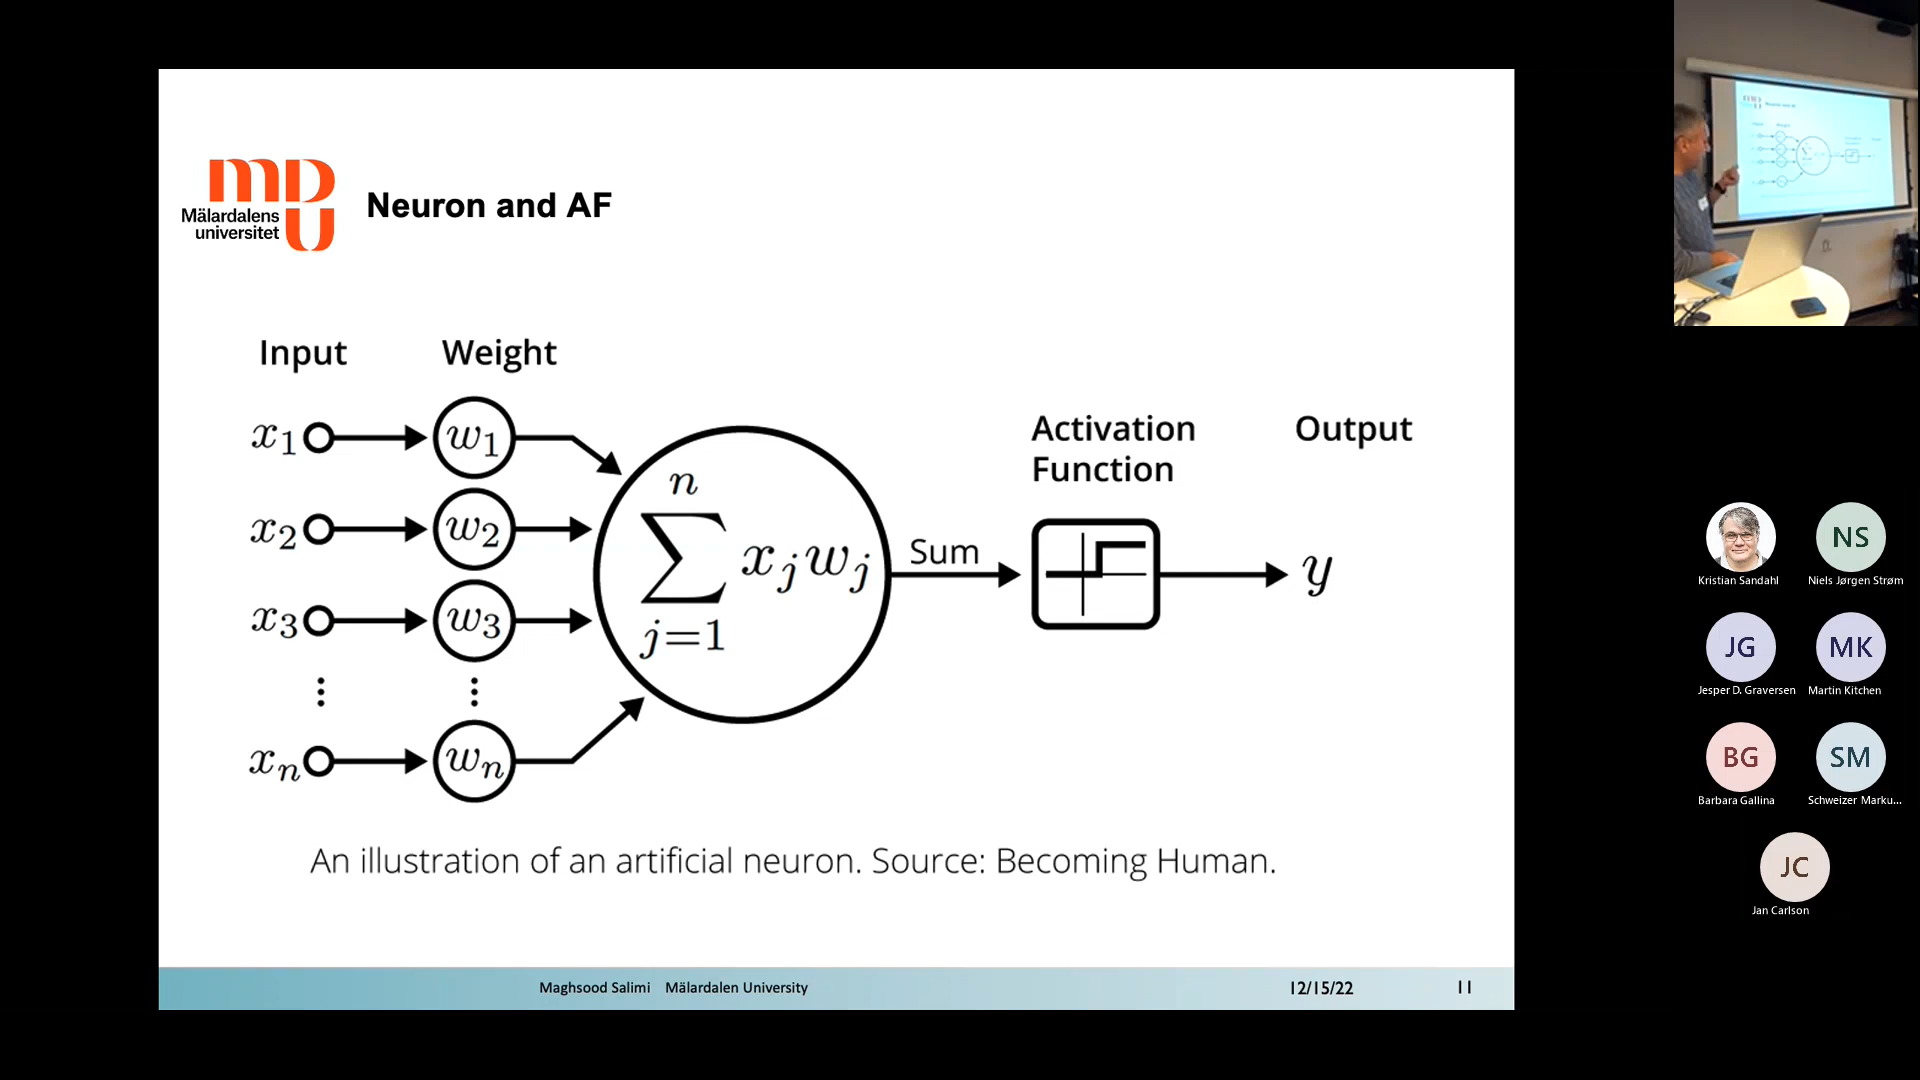 Mälardalens
universitet
Neuron and AF
Input Weight
Activation
Function
Output
x1 w1
x2 w2
x3 w3
⋮ ⋮
xn wn
n
∑ xjwj
j=1
Sum
y
An illustration of an artificial neuron. Source: Becoming Human.
Maghsood Salimi Mälardalen University 12/15/22 11
Kristian Sandahl
NS
Niels Jørgen Strøm
JG
Jesper D. Graversen
MK
Martin Kitchen
BG
Barbara Gallina
SM
Schweizer Marku...
JC
Jan Carlson